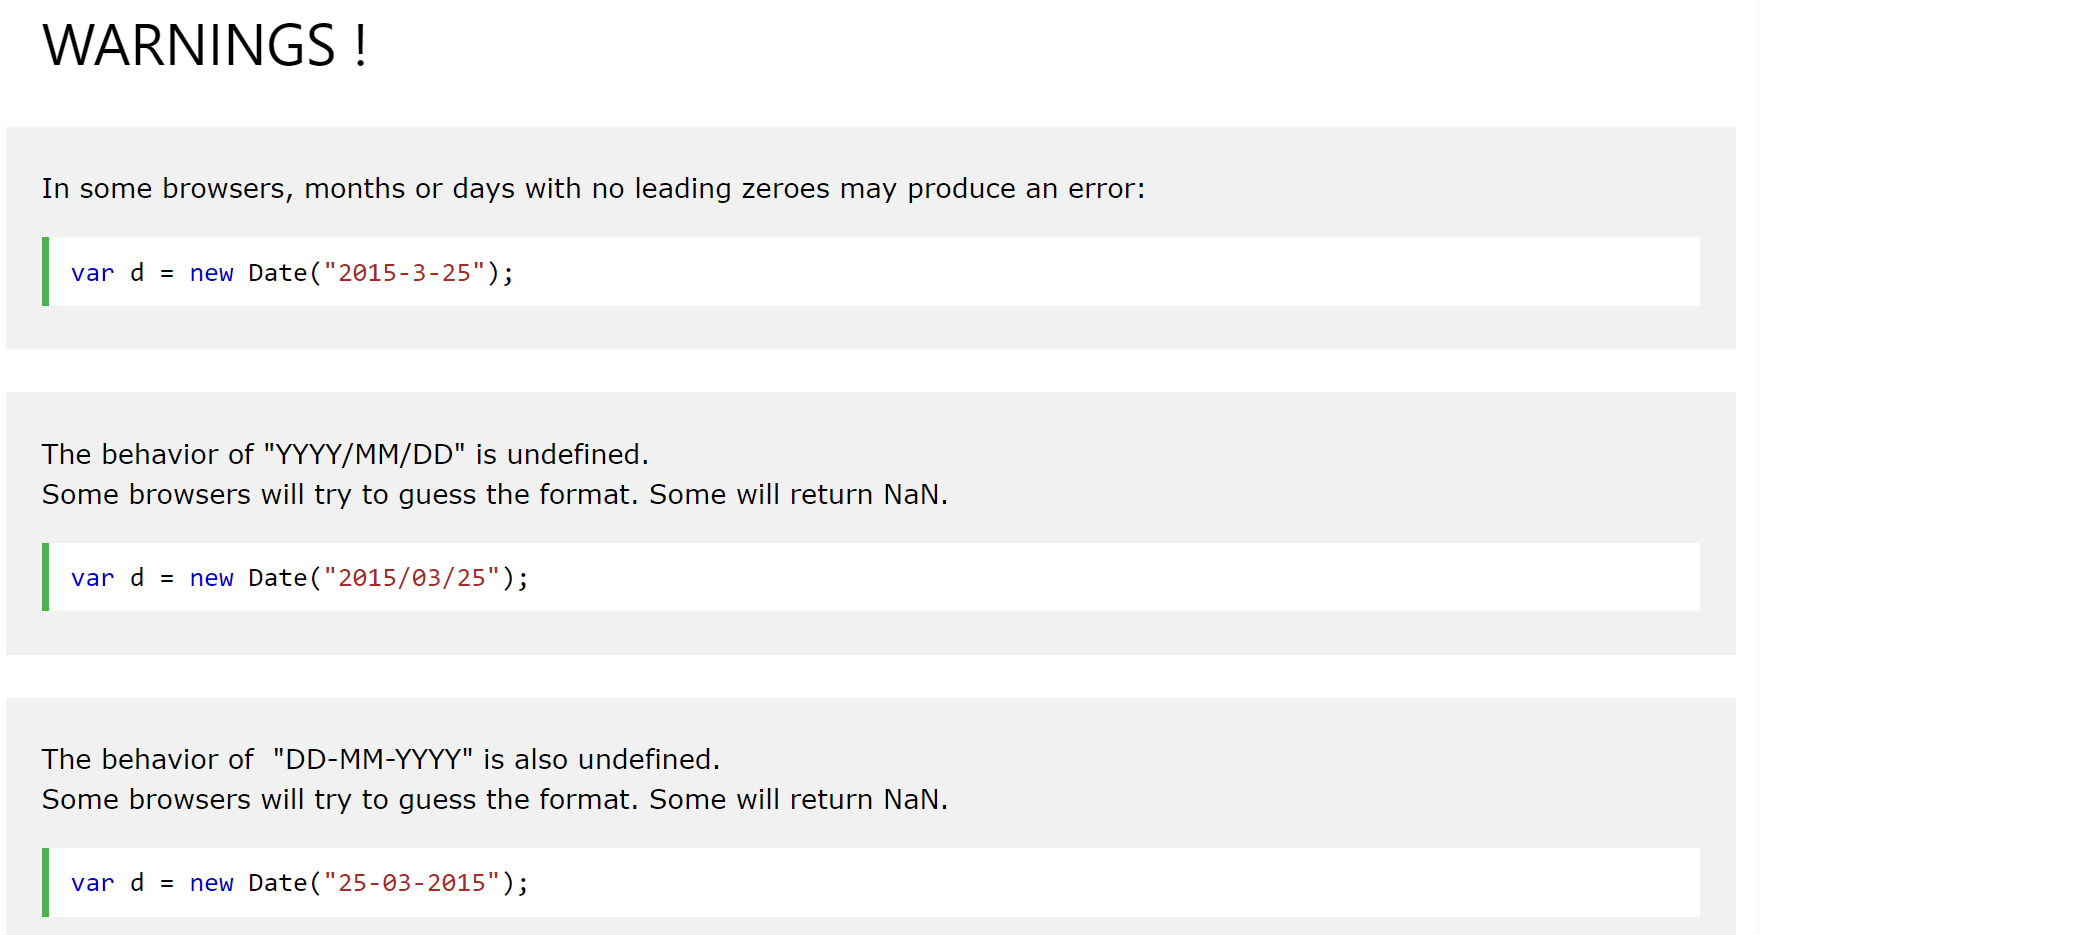 WARNINGS !
In some browsers, months or days with no leading zeroes may produce an error:
var d = new Date("2015-3-25");
The behavior of "YYYY/MM/DD" is undefined.
Some browsers will try to guess the format. Some will return NaN.
var d = new Date("2015/03/25");
The behavior of  "DD-MM-YYYY" is also undefined.
Some browsers will try to guess the format. Some will return NaN.
var d = new Date("25-03-2015");